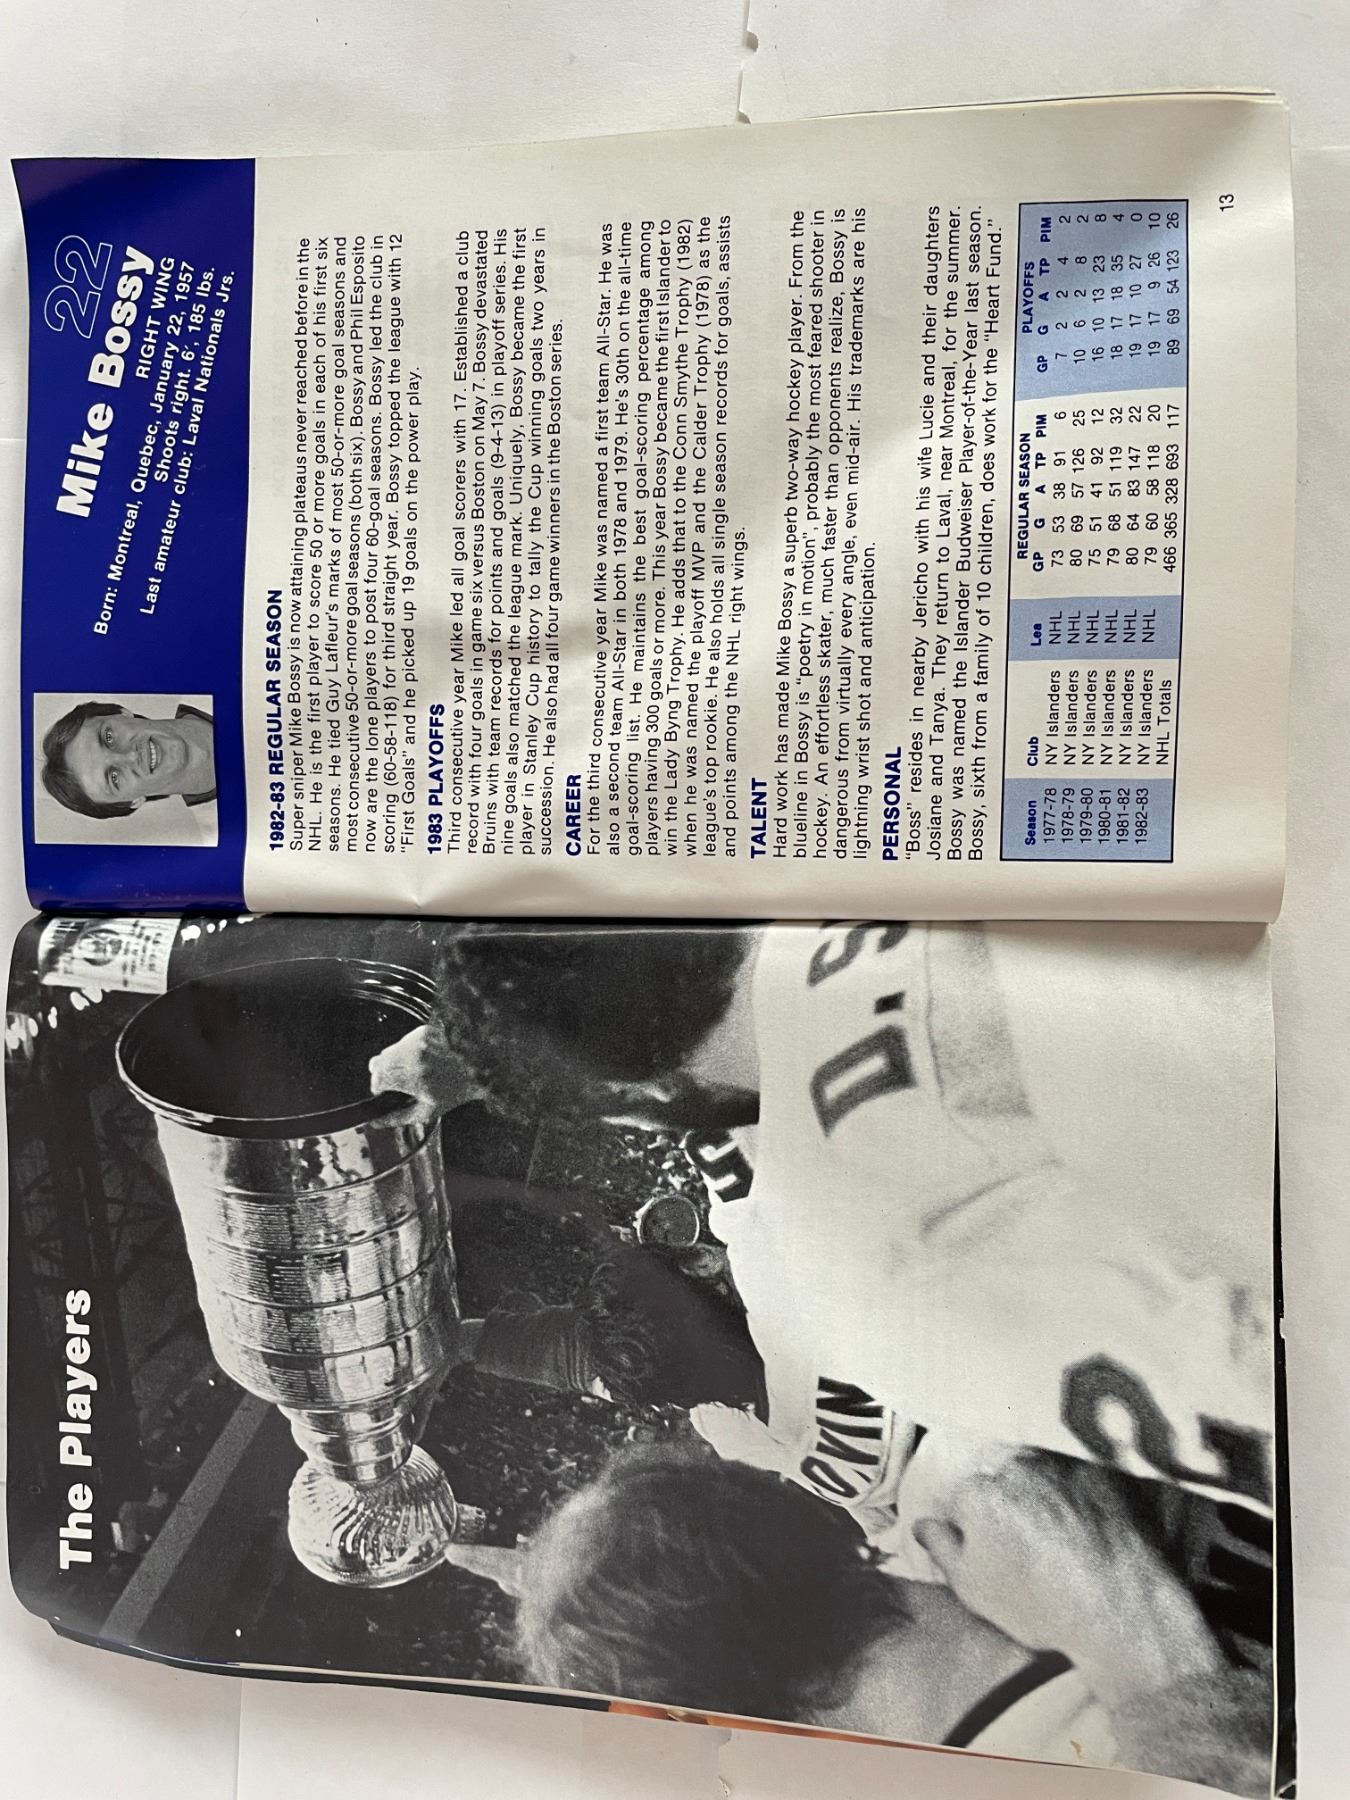 The Players
22
Mike Bossy
RIGHT WING
Born: Montreal, Quebec, January 22, 1957
Shoots right. 6', 185 lbs.
Last amateur club: Laval Nationals Jrs.
1982-83 REGULAR SEASON
Super sniper Mike Bossy is now attaining plateaus never reached before in the
NHL. He is the first player to score 50 or more goals in each of his first six
seasons. He tied Guy Lafleur's marks of most 50-or-more goal seasons and
most consecutive 50-or-more goal seasons (both six). Bossy and Phil Esposito
now are the lone players to post four 60-goal seasons. Bossy led the club in
scoring (60-58-118) for third straight year. Bossy topped the league with 12
"First Goals" and he picked up 19 goals on the power play.
1983 PLAYOFFS
Third consecutive year Mike led all goal scorers with 17. Established a club
record with four goals in game six versus Boston on May 7. Bossy devastated
Bruins with team records for points and goals (9-4-13) in playoff series. His
nine goals also matched the league mark. Uniquely, Bossy became the first
player in Stanley Cup history to tally the Cup winning goals two years in
succession. He also had all four game winners in the Boston series.
CAREER
For the third consecutive year Mike was named a first team All-Star. He was
also a second team All-Star in both 1978 and 1979. He's 30th on the all-time
goal-scoring list. He maintains the best goal-scoring percentage among
players having 300 goals or more. This year Bossy became the first Islander to
win the Lady Byng Trophy. He adds that to the Conn Smythe Trophy (1982)
when he was named the playoff MVP and the Calder Trophy (1978) as the
league's top rookie. He also holds all single season records for goals, assists
and points among the NHL right wings.
TALENT
Hard work has made Mike Bossy a superb two-way hockey player. From the
blueline in Bossy is "poetry in motion", probably the most feared shooter in
hockey. An effortless skater, much faster than opponents realize, Bossy is
dangerous from virtually every angle, even mid-air. His trademarks are his
lightning wrist shot and anticipation.
PERSONAL
"Boss" resides in nearby Jericho with his wife Lucie and their daughters
Josiane and Tanya. They return to Laval, near Montreal, for the summer.
Bossy was named the Islander Budweiser Player-of-the-Year last season.
Bossy, sixth from a family of 10 children, does work for the "Heart Fund."
REGULAR SEASON PLAYOFFS
Season Club Lea GP G A TP PIM GP G A TP PIM
1977-78 NY Islanders NHL 73 53 38 91 6 7 2 2 4 2
1978-79 NY Islanders NHL 80 69 57 126 25 10 6 2 8 2
1979-80 NY Islanders NHL 75 51 41 92 12 16 10 13 23 8
1980-81 NY Islanders NHL 79 68 51 119 32 18 17 18 35 4
1981-82 NY Islanders NHL 80 64 83 147 22 19 17 10 27 0
1982-83 NY Islanders NHL 79 60 58 118 20 19 17 9 26 10
NHL Totals 466 365 328 693 117 89 69 54 123 26
13
D.S